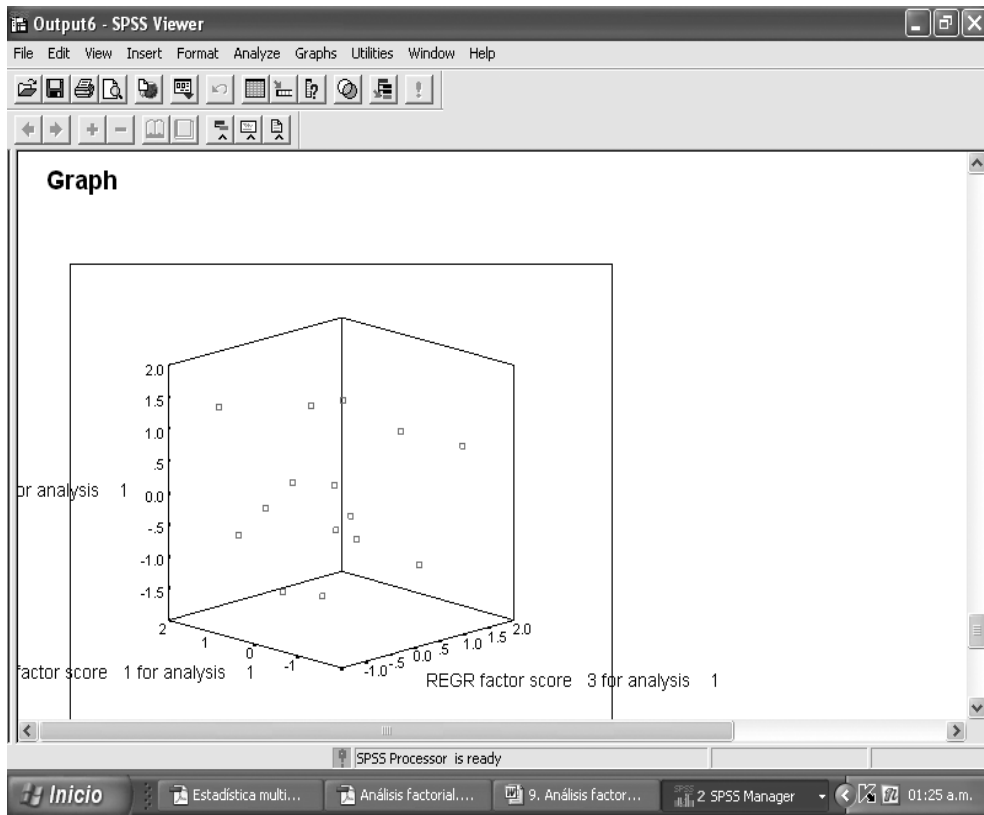 Output6 - SPSS Viewer
File Edit View Insert Format Analyze Graphs Utilities Window Help
Graph
2.0
1.5
1.0
.5
or analysis 1
0.0
-.5
-1.0
-1.5
2
1
0
-1
-1.0
-.5
0.0
.5
1.0
1.5
2.0
factor score 1 for analysis 1
REGR factor score 3 for analysis 1
SPSS Processor is ready
Inicio
Estadística multi...
Análisis factorial....
9. Análisis factor...
2 SPSS Manager
01:25 a.m.